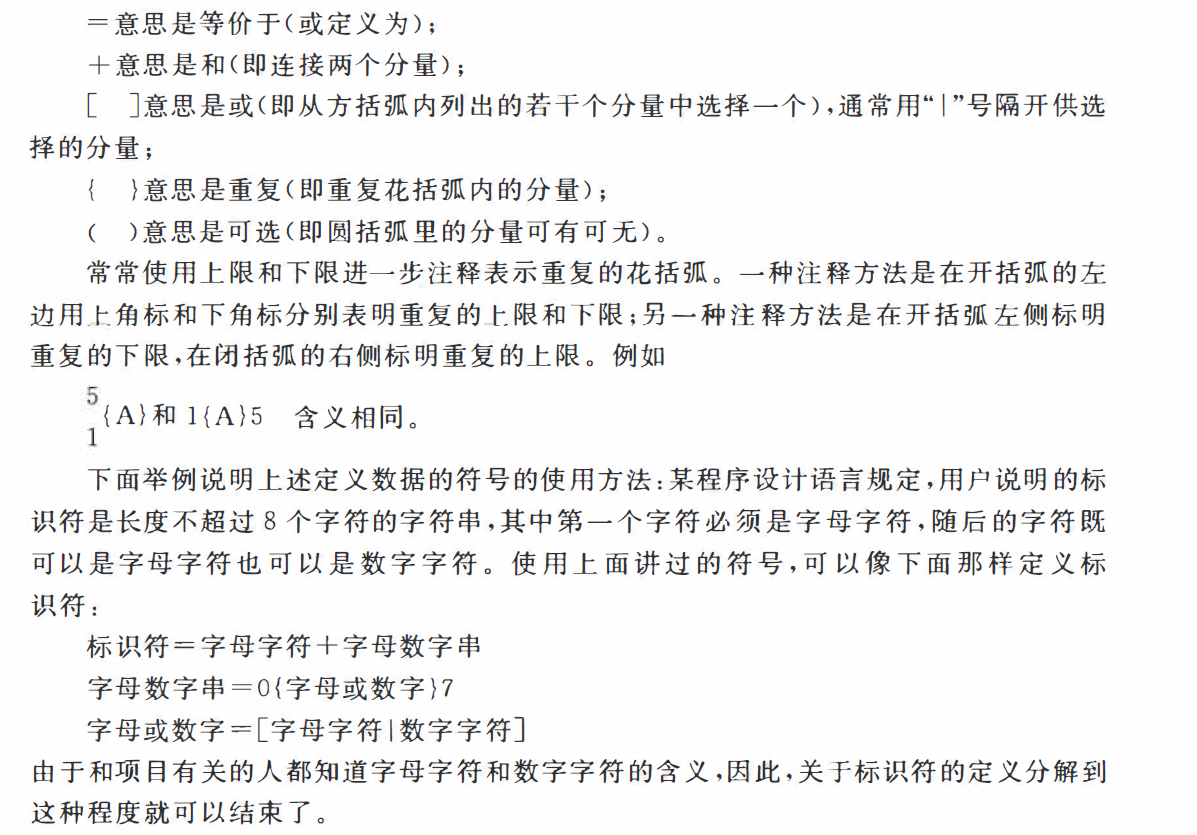 ＝意思是等价于(或定义为)；
＋意思是和(即连接两个分量)；
[　]意思是或(即从方括弧内列出的若干个分量中选择一个)，通常用“|”号隔开供选
择的分量；
{　}意思是重复(即重复花括弧内的分量)；
(　)意思是可选(即圆括弧里的分量可有可无)。
常常使用上限和下限进一步注释表示重复的花括弧。一种注释方法是在开括弧的左
边用上角标和下角标分别表明重复的上限和下限；另一种注释方法是在开括弧左侧标明
重复的下限，在闭括弧的右侧标明重复的上限。例如
5
{A}和 1{A}5　含义相同。
1
下面举例说明上述定义数据的符号的使用方法：某程序设计语言规定，用户说明的标
识符是长度不超过 8 个字符的字符串，其中第一个字符必须是字母字符，随后的字符既
可以是字母字符也可以是数字字符。使用上面讲过的符号，可以像下面那样定义标
识符：
标识符＝字母字符＋字母数字串
字母数字串＝0{字母或数字}7
字母或数字＝[字母字符|数字字符]
由于和项目有关的人都知道字母字符和数字字符的含义，因此，关于标识符的定义分解到
这种程度就可以结束了。